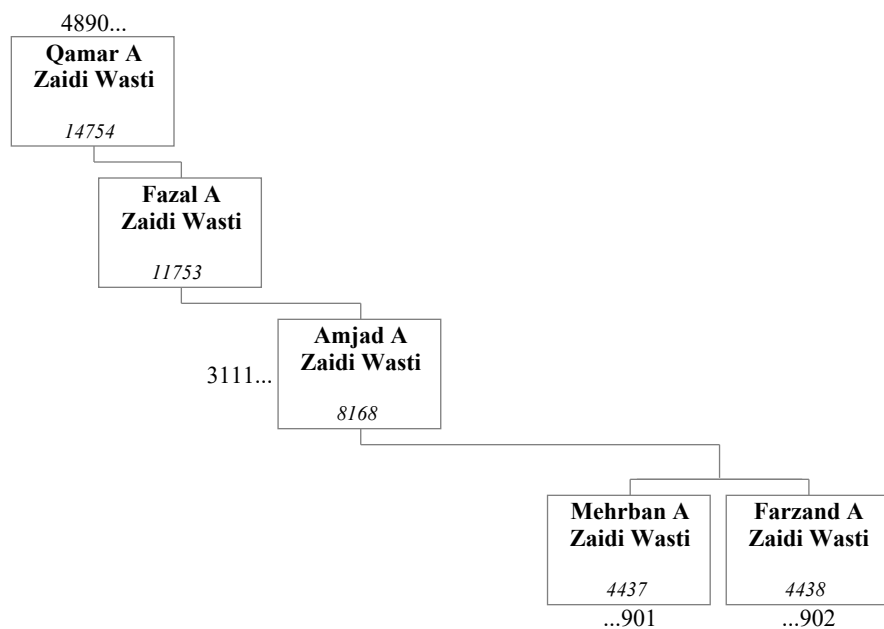 4890...
Qamar A
Zaidi Wasti
14754
Fazal A
Zaidi Wasti
11753
Amjad A
Zaidi Wasti
3111...
8168
Mehrban A
Zaidi Wasti
4437
...901
Farzand A
Zaidi Wasti
4438
...902